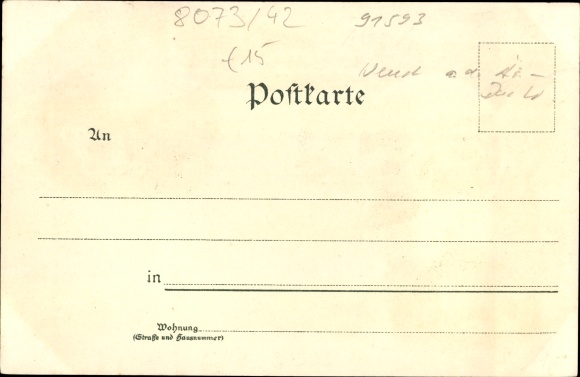 8073/42 91593
€15
Postkarte
An
in
Wohnung
(Straße und Hausnummer)